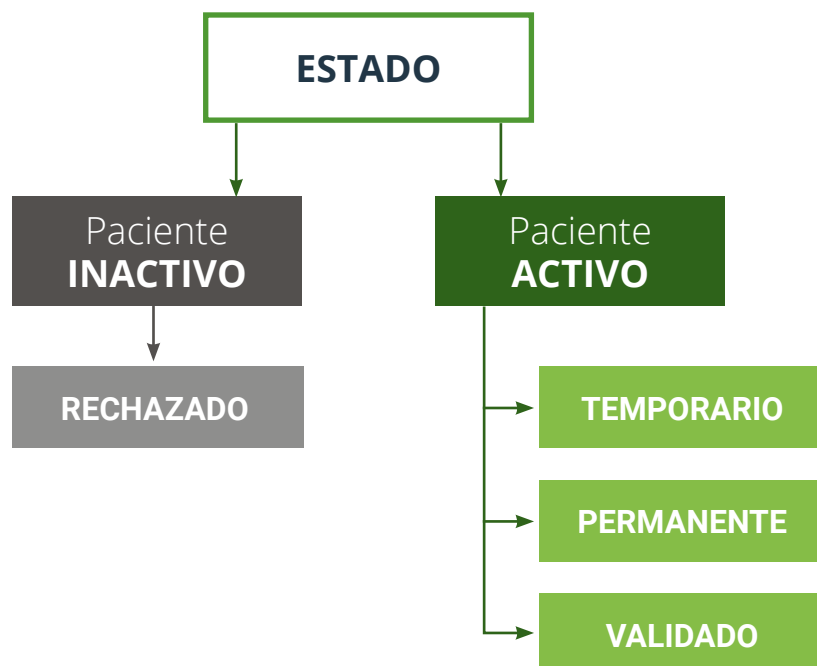 ESTADO
Paciente
INACTIVO
Paciente
ACTIVO
RECHAZADO
TEMPORARIO
PERMANENTE
VALIDADO